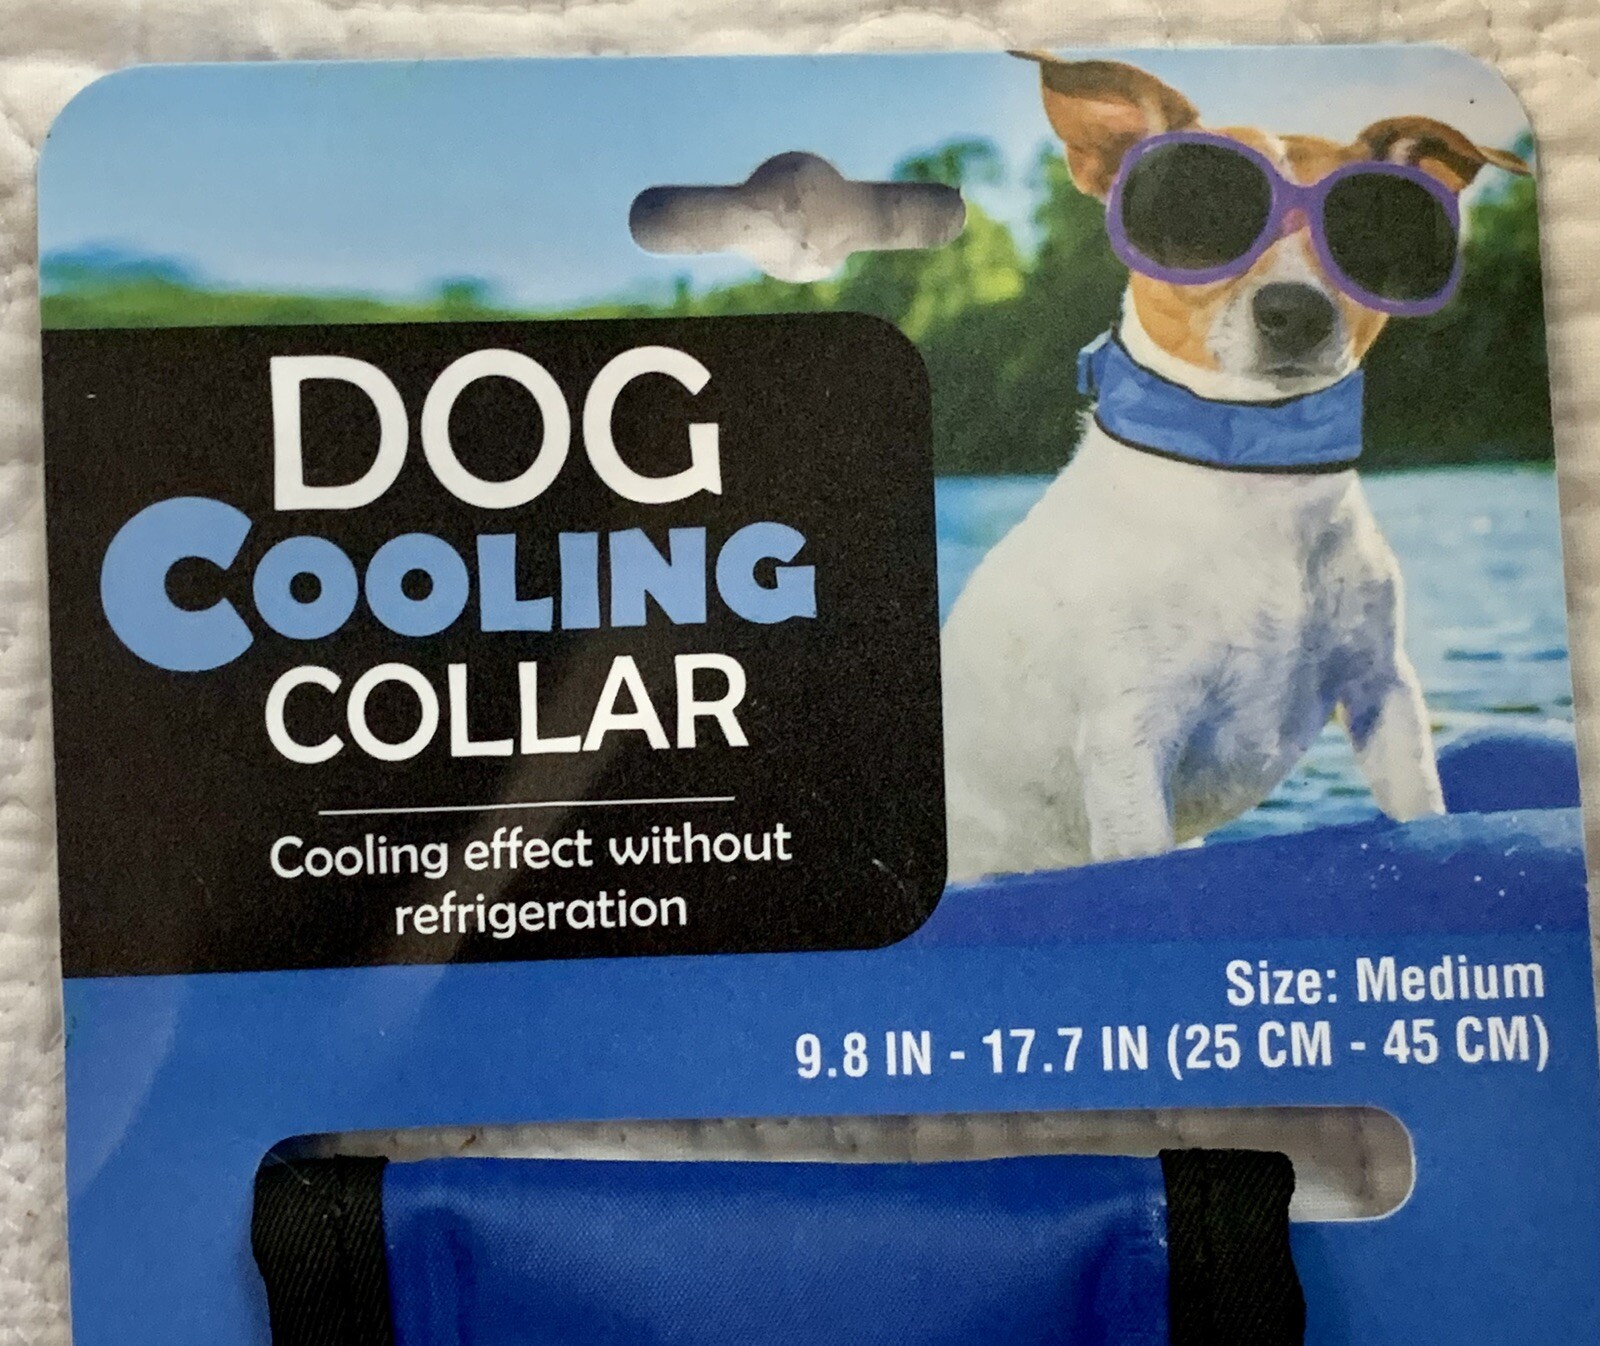 DOG
COOLING
COLLAR
Cooling effect without
refrigeration
Size: Medium
9.8 IN - 17.7 IN (25 CM - 45 CM)